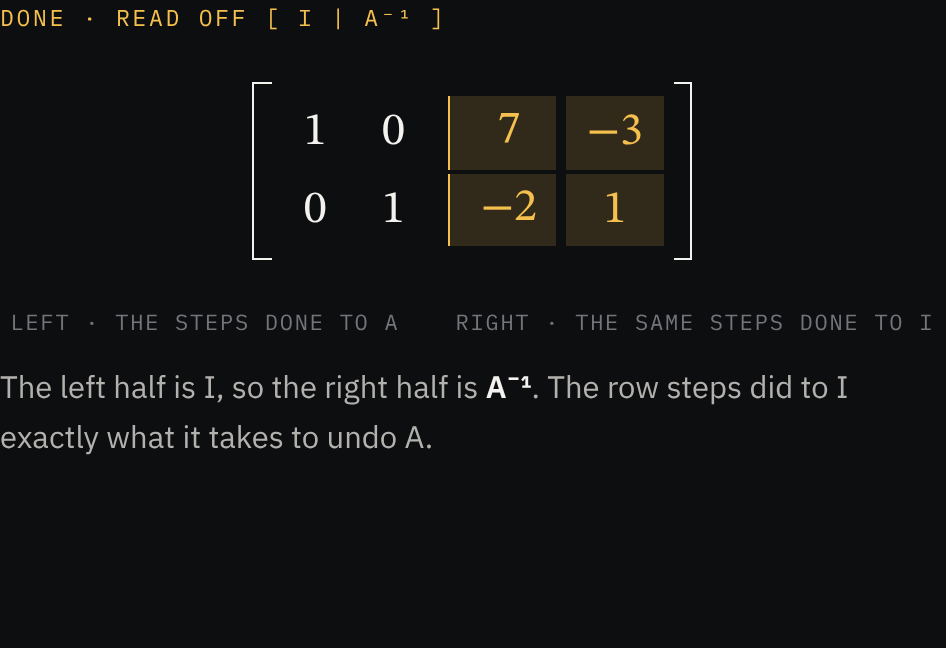 DONE · READ OFF [ I | A⁻¹ ]
1 0 7 −3
0 1 −2 1
LEFT · THE STEPS DONE TO A RIGHT · THE SAME STEPS DONE TO I
The left half is I, so the right half is A⁻¹. The row steps did to I
exactly what it takes to undo A.